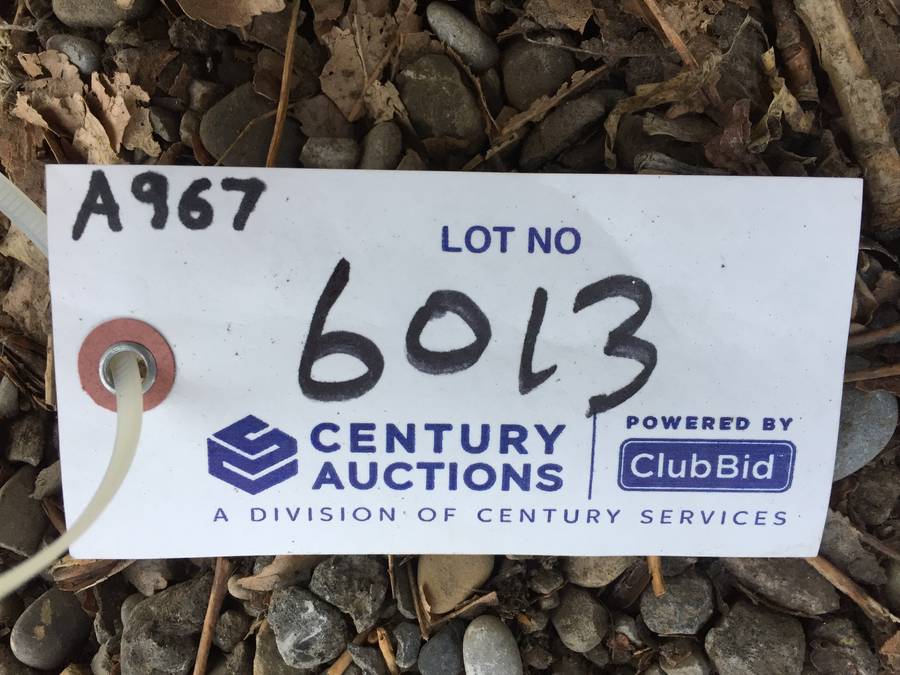 A967
LOT NO
6013
CENTURY
AUCTIONS
POWERED BY
ClubBid
A DIVISION OF CENTURY SERVICES